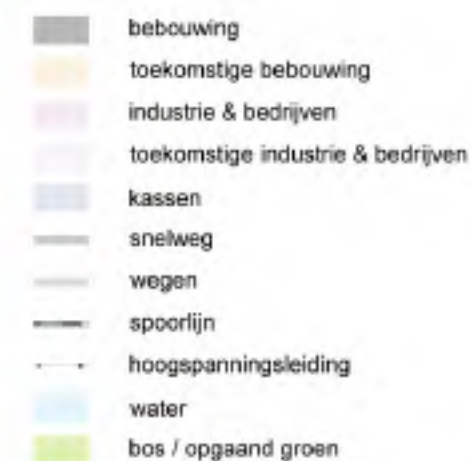 bebouwing
toekomstige bebouwing
industrie & bedrijven
toekomstige industrie & bedrijven
kassen
snelweg
wegen
spoorlijn
hoogspanningsleiding
water
bos / opgaand groen